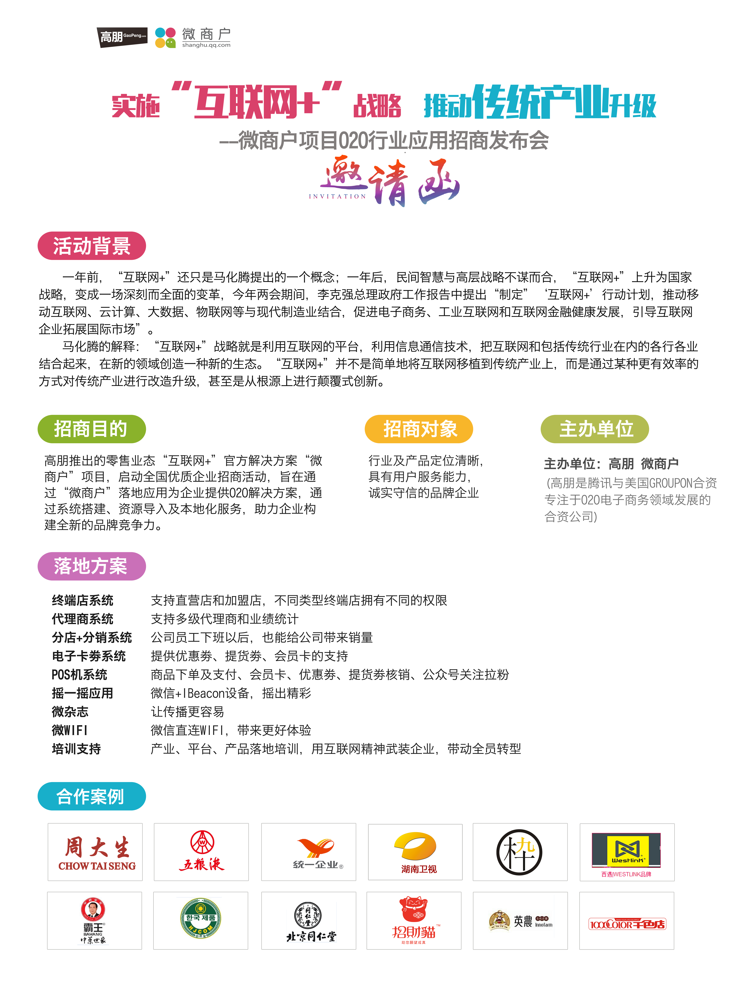 高朋 GaoPeng.com 微商户
shanghu.qq.com
实施“互联网+”战略 推动传统产业升级
--微商户项目O2O行业应用招商发布会
邀请函
INVITATION
活动背景
一年前，“互联网+”还只是马化腾提出的一个概念；一年后，民间智慧与高层战略不谋而合，“互联网+”上升为国家
战略，变成一场深刻而全面的变革，今年两会期间，李克强总理政府工作报告中提出“制定”‘互联网+’行动计划，推动移
动互联网、云计算、大数据、物联网等与现代制造业结合，促进电子商务、工业互联网和互联网金融健康发展，引导互联网
企业拓展国际市场”。
马化腾的解释：“互联网+”战略就是利用互联网的平台，利用信息通信技术，把互联网和包括传统行业在内的各行各业
结合起来，在新的领域创造一种新的生态。“互联网+”并不是简单地将互联网移植到传统产业上，而是通过某种更有效率的
方式对传统产业进行改造升级，甚至是从根源上进行颠覆式创新。
招商目的
高朋推出的零售业态“互联网+”官方解决方案“微
商户”项目，启动全国优质企业招商活动，旨在通
过“微商户”落地应用为企业提供O2O解决方案，通
过系统搭建、资源导入及本地化服务，助力企业构
建全新的品牌竞争力。
招商对象
行业及产品定位清晰，
具有用户服务能力，
诚实守信的品牌企业
主办单位
主办单位：高朋 微商户
(高朋是腾讯与美国GROUPON合资
专注于O2O电子商务领域发展的
合资公司)
落地方案
终端店系统 支持直营店和加盟店，不同类型终端店拥有不同的权限
代理商系统 支持多级代理商和业绩统计
分店+分销系统 公司员工下班以后，也能给公司带来销量
电子卡劵系统 提供优惠劵、提货劵、会员卡的支持
POS机系统 商品下单及支付、会员卡、优惠劵、提货劵核销、公众号关注拉粉
摇一摇应用 微信+IBeacon设备，摇出精彩
微杂志 让传播更容易
微WIFI 微信直连WIFI，带来更好体验
培训支持 产业、平台、产品落地培训，用互联网精神武装企业，带动全员转型
合作案例
周大生
CHOW TAI SENG
W
五粮液
统一企业®
湖南卫视
Westlink®
西遇|WESTLINK品牌
中药世家
霸王®
BAWANG
中药世家
한국 제품
HJCOM
自然堂
同仁堂
北京同仁堂
招財貓™
助您願望成真
英農 生机庄園
Innofarm
MAKE YOUR LIFE COLORFUL
1000COLOR千色店